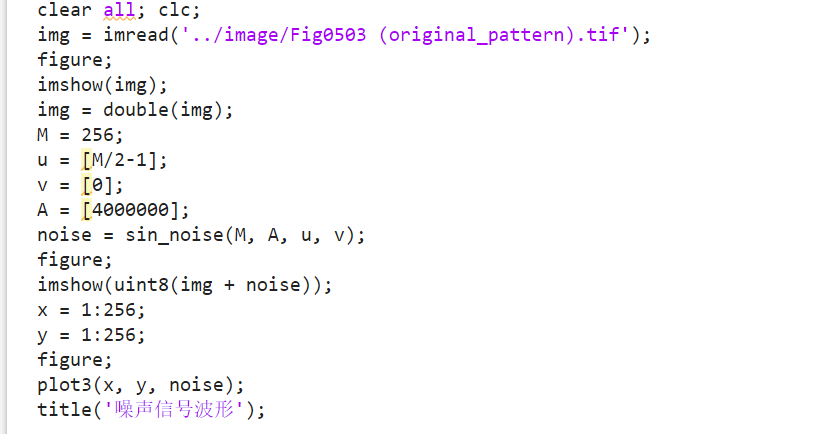 clear all; clc;
img = imread('../image/Fig0503 (original_pattern).tif');
figure;
imshow(img);
img = double(img);
M = 256;
u = [M/2-1];
v = [0];
A = [4000000];
noise = sin_noise(M, A, u, v);
figure;
imshow(uint8(img + noise));
x = 1:256;
y = 1:256;
figure;
plot3(x, y, noise);
title('噪声信号波形');